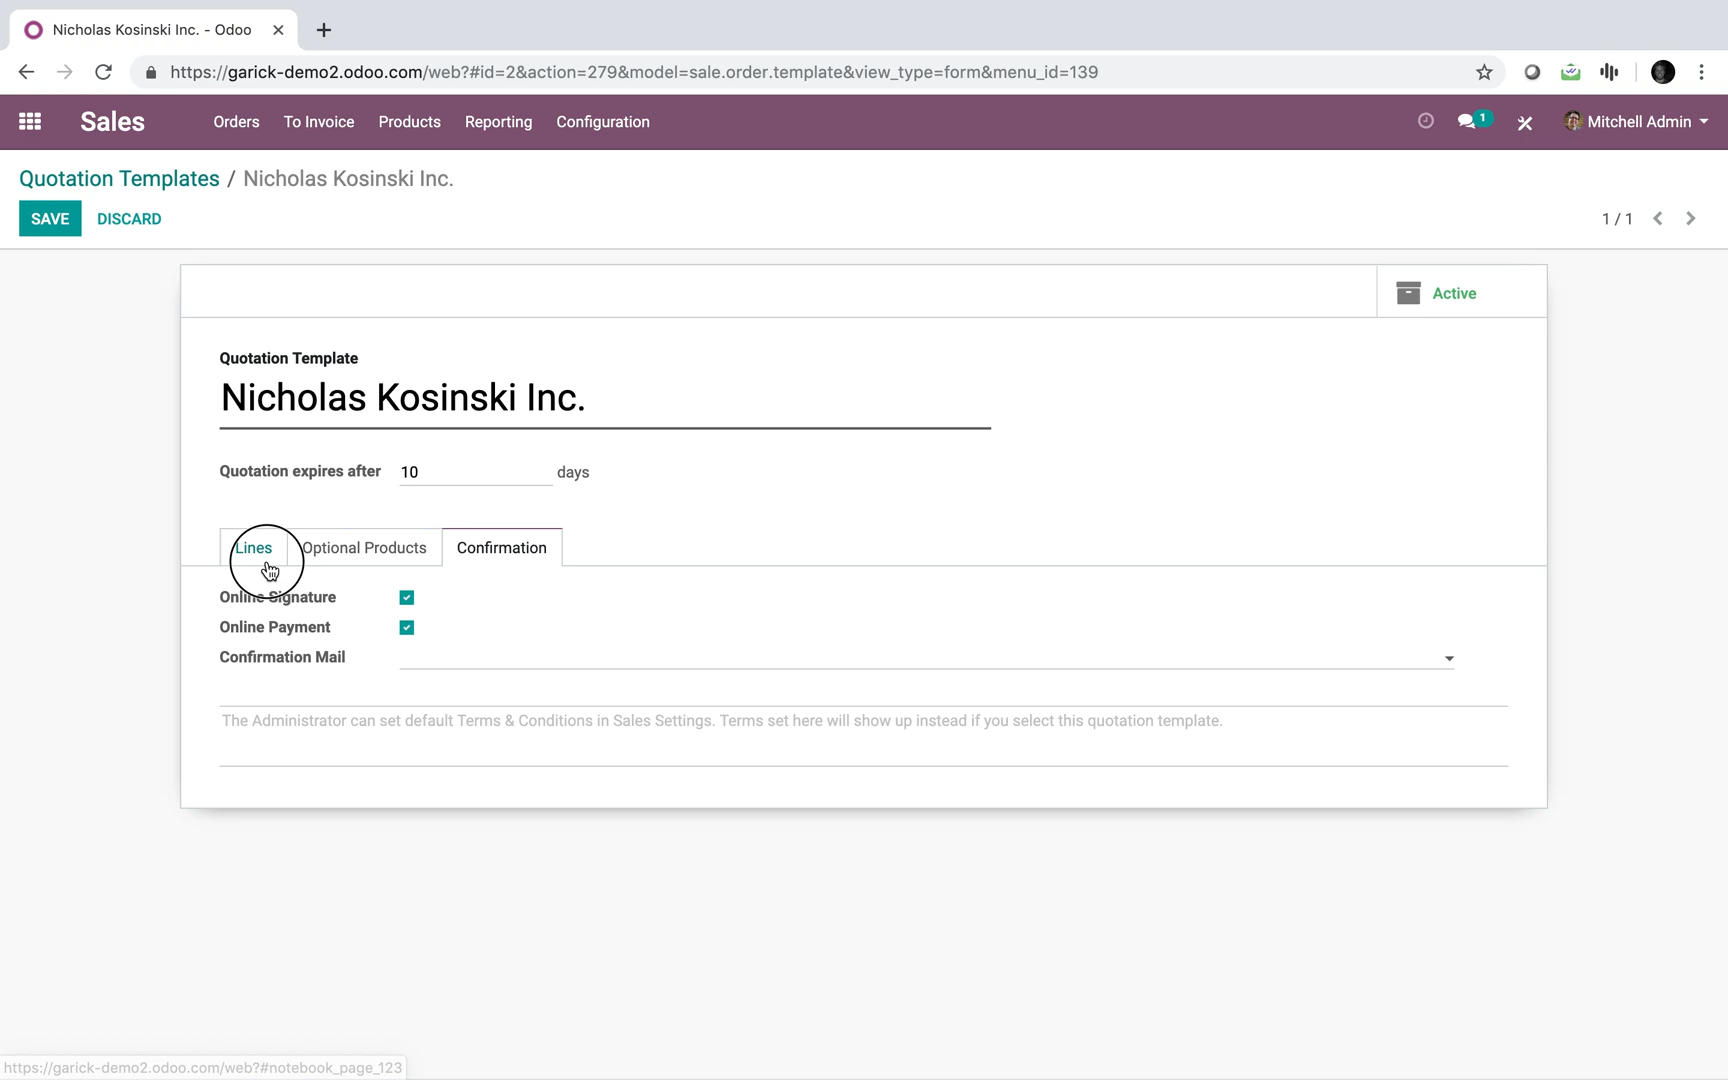 Nicholas Kosinski Inc. - Odoo
https://garick-demo2.odoo.com/web?#id=2&action=279&model=sale.order.template&view_type=form&menu_id=139
Sales Orders To Invoice Products Reporting Configuration 1 Mitchell Admin
Quotation Templates / Nicholas Kosinski Inc.
SAVE DISCARD 1 / 1
Active
Quotation Template
Nicholas Kosinski Inc.
Quotation expires after 10 days
Lines Optional Products Confirmation
Online Signature
Online Payment
Confirmation Mail
The Administrator can set default Terms & Conditions in Sales Settings. Terms set here will show up instead if you select this quotation template.
https://garick-demo2.odoo.com/web?#notebook_page_123